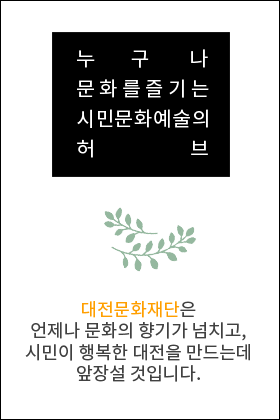 누 구 나
문화를즐기는
시민문화예술의
허 브
대전문화재단은
언제나 문화의 향기가 넘치고,
시민이 행복한 대전을 만드는데
앞장설 것입니다.